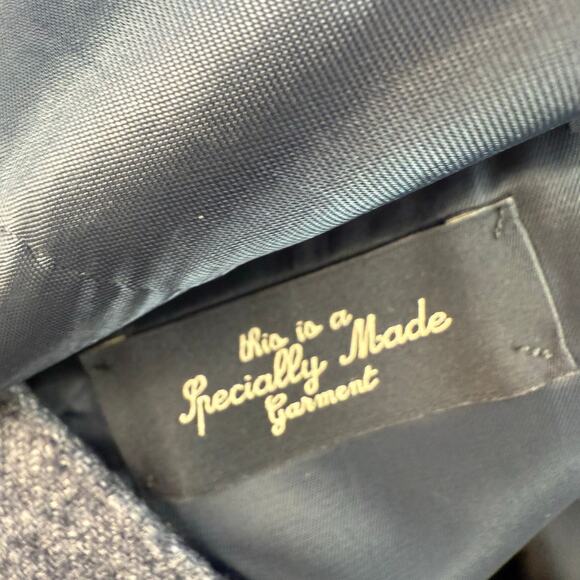 this is a
Specially Made
Garment